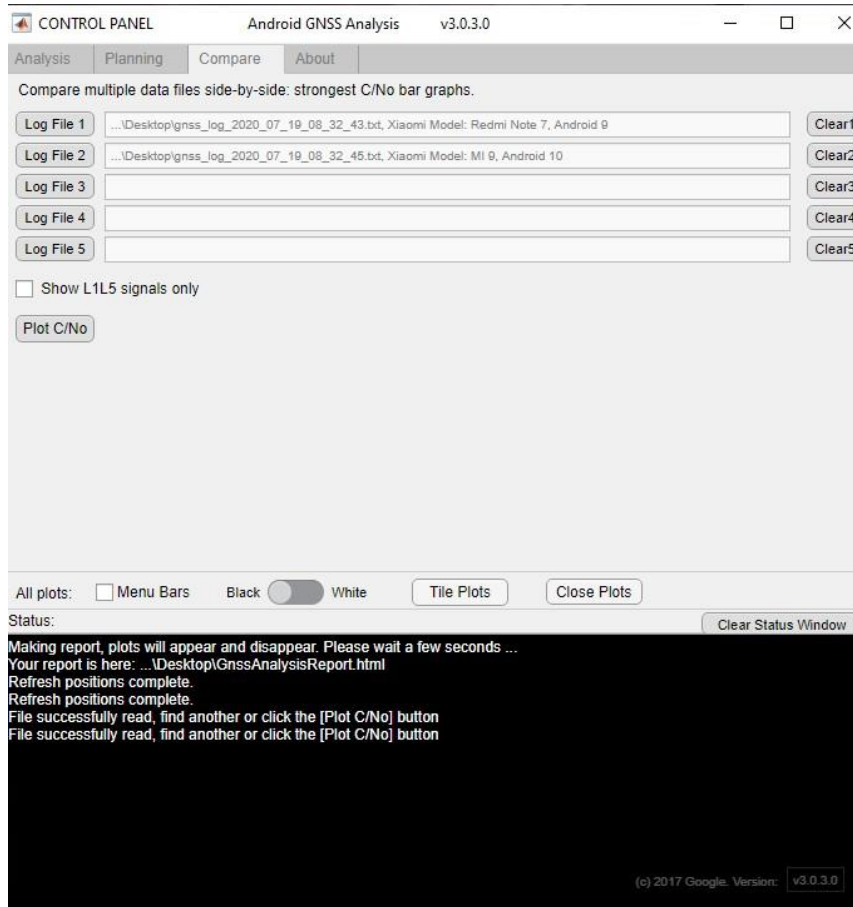 CONTROL PANEL Android GNSS Analysis v3.0.3.0
Analysis Planning Compare About
Compare multiple data files side-by-side: strongest C/No bar graphs.
Log File 1 ...\Desktop\gnss_log_2020_07_19_08_32_43.txt, Xiaomi Model: Redmi Note 7, Android 9 Clear1
Log File 2 ...\Desktop\gnss_log_2020_07_19_08_32_45.txt, Xiaomi Model: MI 9, Android 10 Clear2
Log File 3 Clear3
Log File 4 Clear4
Log File 5 Clear5
Show L1L5 signals only
Plot C/No
All plots: Menu Bars Black White Tile Plots Close Plots
Status: Clear Status Window
Making report, plots will appear and disappear. Please wait a few seconds ...
Your report is here: ...\Desktop\GnssAnalysisReport.html
Refresh positions complete.
Refresh positions complete.
File successfully read, find another or click the [Plot C/No] button
File successfully read, find another or click the [Plot C/No] button
(c) 2017 Google. Version: v3.0.3.0